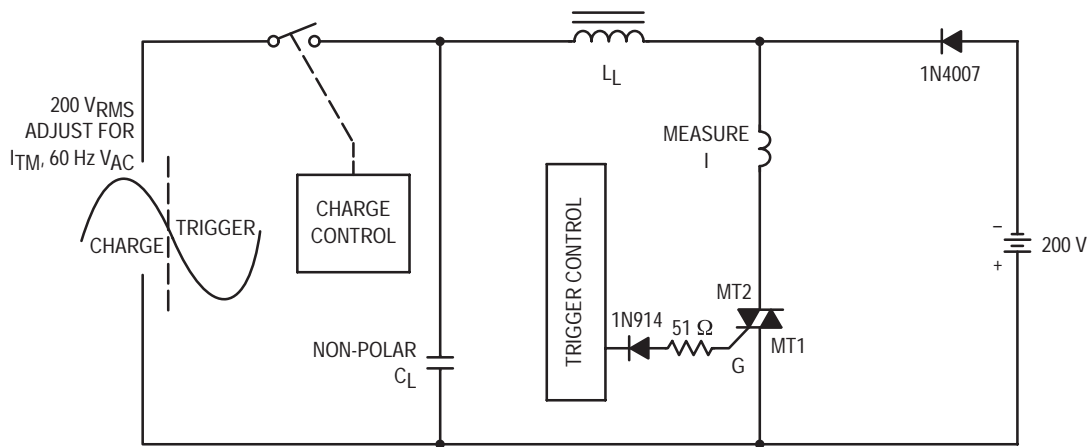 200 VRMS
ADJUST FOR
ITM, 60 Hz VAC
CHARGE
TRIGGER
CHARGE
CONTROL
NON-POLAR
CL
LL
TRIGGER CONTROL
1N914
51 Ω
G
MEASURE
I
MT2
MT1
1N4007
–
+
200 V